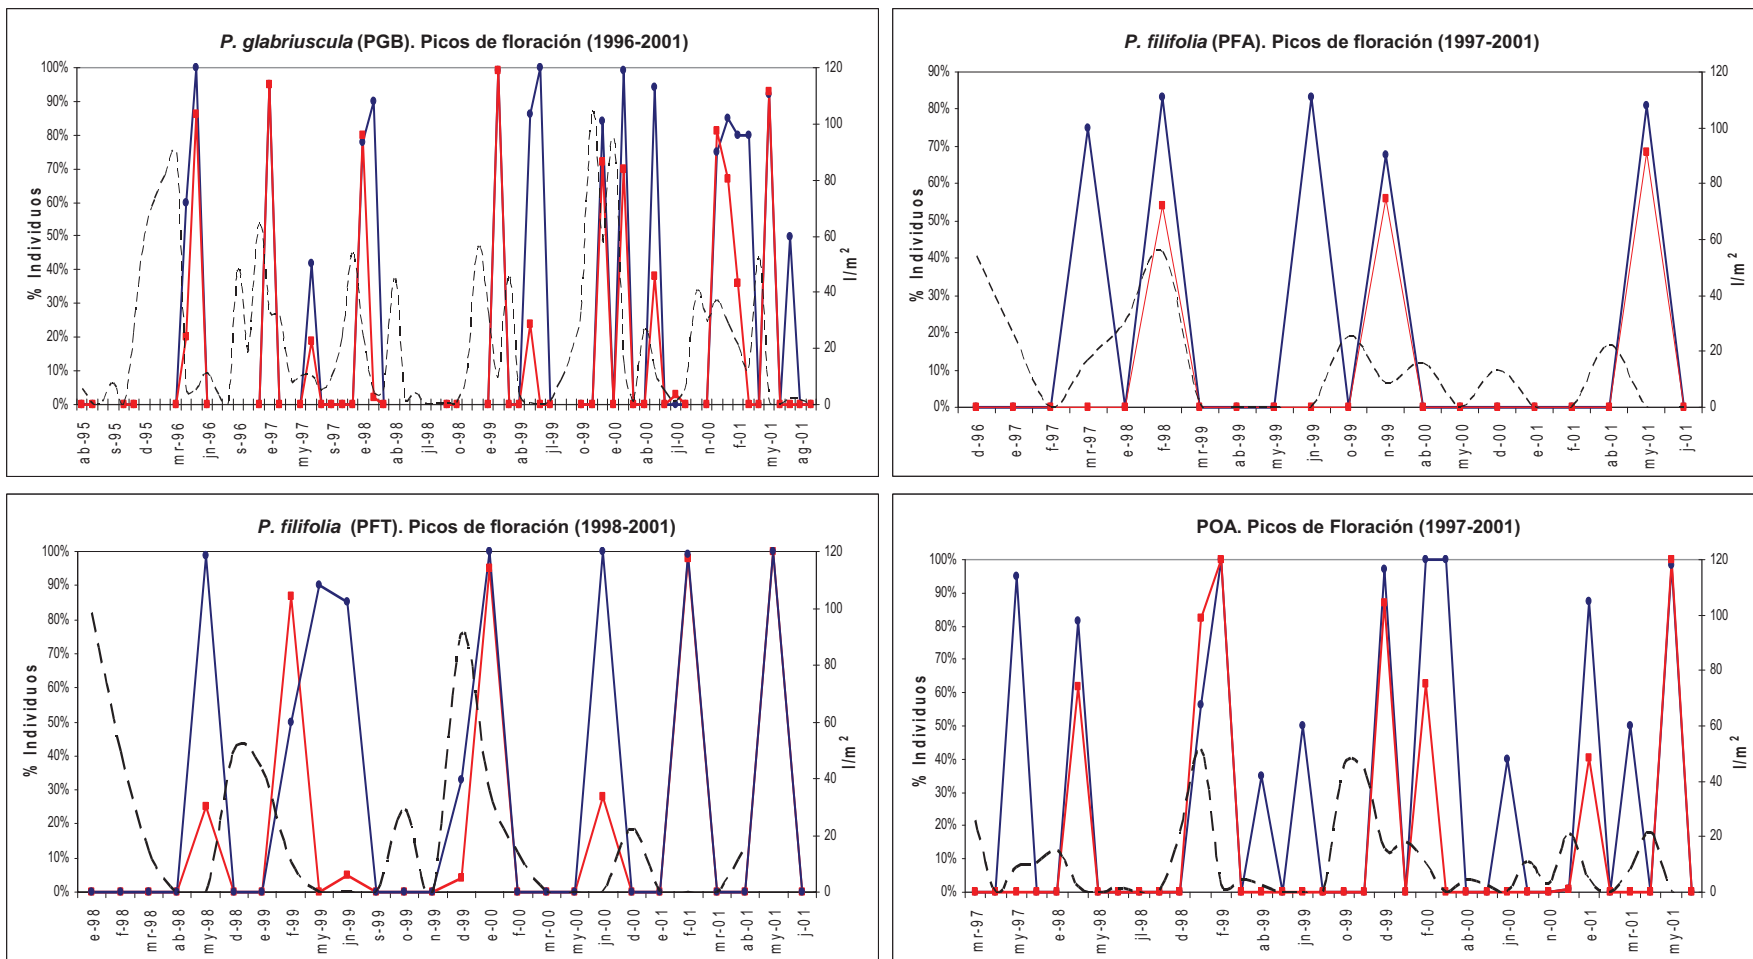 P. glabriuscula (PGB). Picos de floración (1996-2001)
100%
90%
80%
70%
60%
50%
40%
30%
20%
10%
0%
120
100
80
60
40
20
0
% Individuos
l/m²
ab-95
s-95
d-95
mr-96
jn-96
s-96
e-97
my-97
s-97
e-98
ab-98
jl-98
o-98
e-99
ab-99
jl-99
o-99
e-00
ab-00
jl-00
n-00
f-01
my-01
ag-01
P. filifolia (PFA). Picos de floración (1997-2001)
90%
80%
70%
60%
50%
40%
30%
20%
10%
0%
120
100
80
60
40
20
0
% Individuos
l/m²
d-96
e-97
f-97
mr-97
e-98
f-98
mr-99
ab-99
my-99
jn-99
o-99
n-99
ab-00
my-00
d-00
e-01
f-01
ab-01
my-01
j-01
P. filifolia (PFT). Picos de floración (1998-2001)
100%
90%
80%
70%
60%
50%
40%
30%
20%
10%
0%
120
100
80
60
40
20
0
% Individuos
l/m²
e-98
f-98
mr-98
ab-98
my-98
d-98
e-99
f-99
my-99
jn-99
s-99
o-99
n-99
d-99
e-00
f-00
mr-00
my-00
jn-00
d-00
e-01
f-01
mr-01
ab-01
my-01
j-01
POA. Picos de Floración (1997-2001)
100%
90%
80%
70%
60%
50%
40%
30%
20%
10%
0%
120
100
80
60
40
20
0
% Individuos
l/m²
mr-97
my-97
e-98
my-98
jl-98
d-98
f-99
ab-99
jn-99
o-99
d-99
f-00
ab-00
jn-00
n-00
e-01
mr-01
my-01